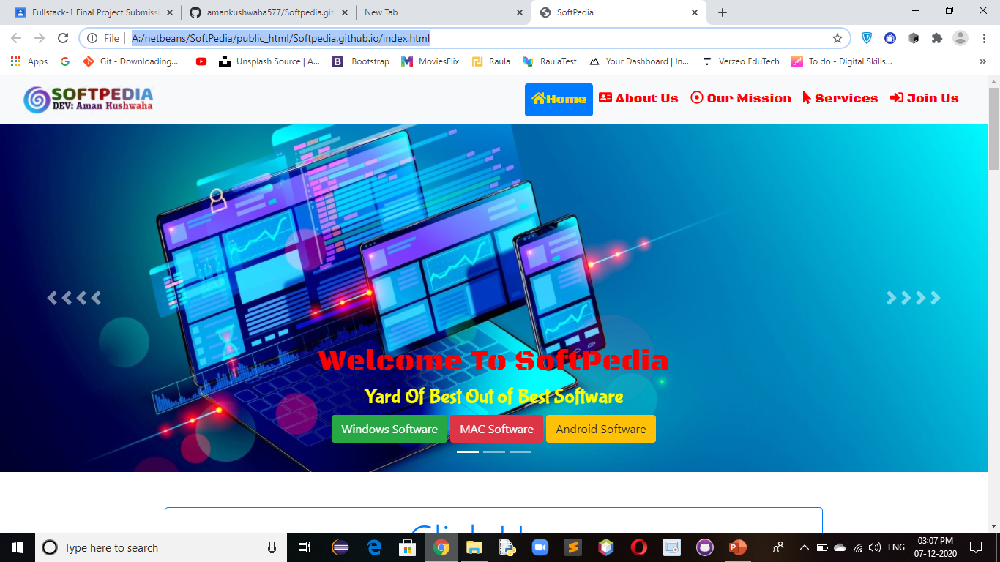 Fullstack-1 Final Project Submiss
amankushwaha577/Softpedia.git
New Tab
SoftPedia
File
A:/netbeans/SoftPedia/public_html/Softpedia.github.io/index.html
Apps
Git - Downloading...
Unsplash Source | A...
Bootstrap
MoviesFlix
Raula
RaulaTest
Your Dashboard | In...
Verzeo EduTech
To do - Digital Skills...
SOFTPEDIA
DEV: Aman Kushwaha
Home
About Us
Our Mission
Services
Join Us
Welcome To SoftPedia
Yard Of Best Out of Best Software
Windows Software
MAC Software
Android Software
Type here to search
ENG
03:07 PM
07-12-2020